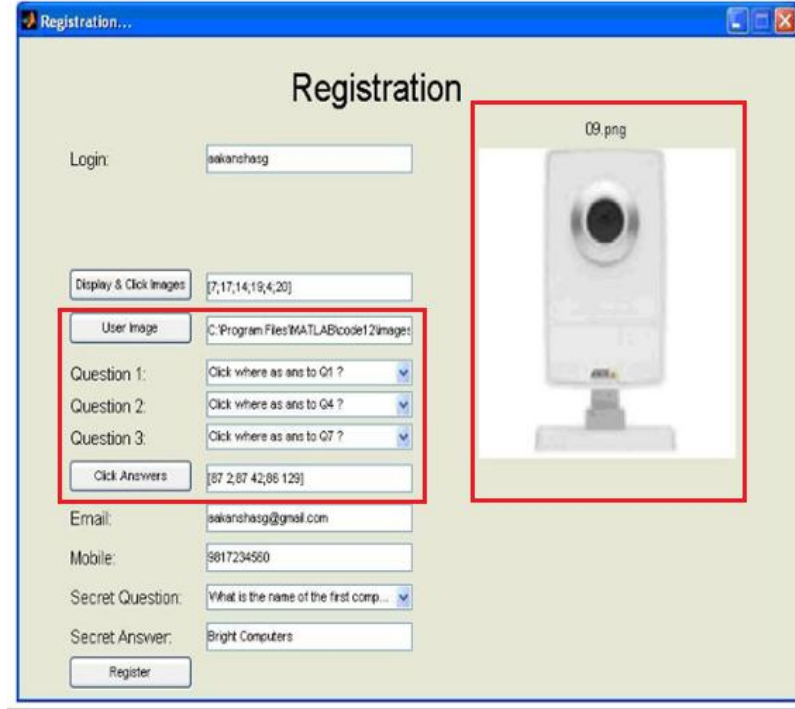 Registration...
Registration
09.png
Login: aakanshasg
Display & Click Images [7;17;14;19;4;20]
User Image C:\Program Files\MATLAB\code12\images
Question 1: Click where as ans to Q1 ?
Question 2: Click where as ans to Q4 ?
Question 3: Click where as ans to Q7 ?
Click Answers [87 2;87 42;86 129]
Email: aakanshasg@gmail.com
Mobile: 9817234560
Secret Question: What is the name of the first comp...
Secret Answer: Bright Computers
Register